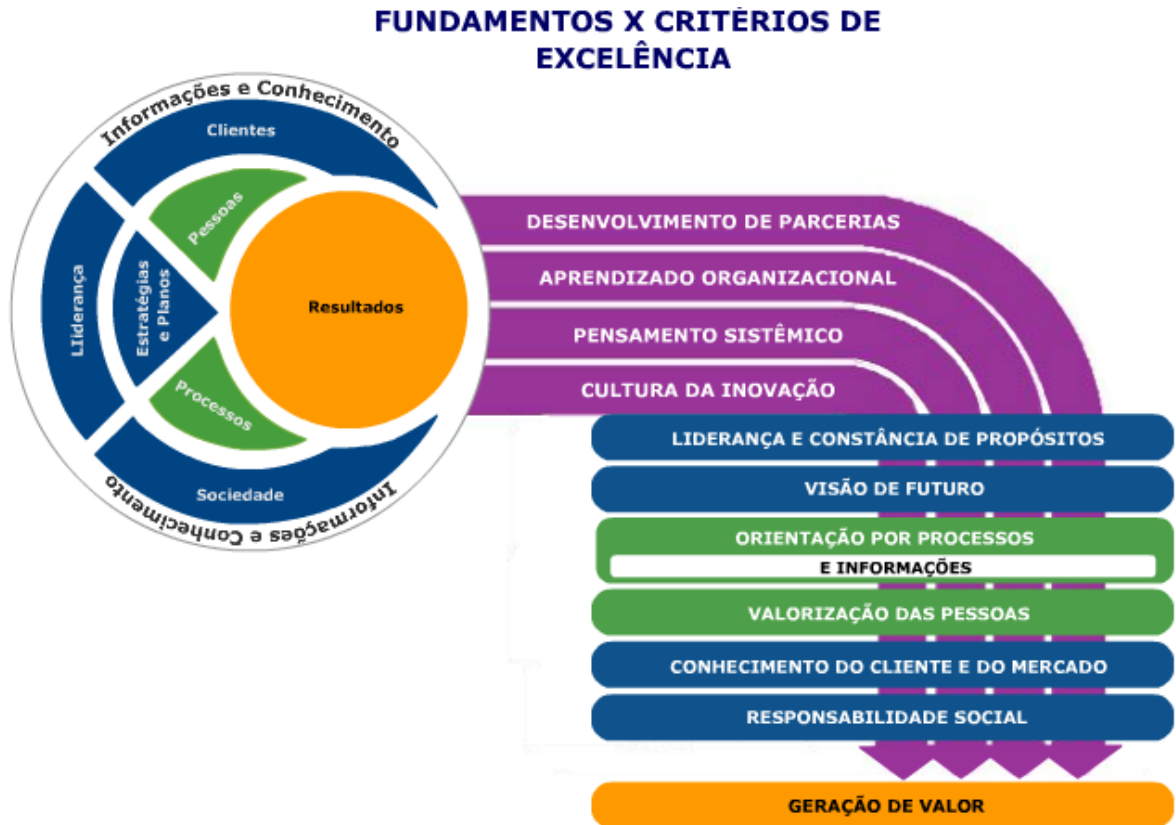 FUNDAMENTOS X CRITÉRIOS DE
EXCELÊNCIA
Informações e Conhecimento
Clientes
Pessoas
LIiderança
Estratégias
e Planos
Resultados
Processos
Sociedade
Informações e Conhecimento
DESENVOLVIMENTO DE PARCERIAS
APRENDIZADO ORGANIZACIONAL
PENSAMENTO SISTÊMICO
CULTURA DA INOVAÇÃO
LIDERANÇA E CONSTÂNCIA DE PROPÓSITOS
VISÃO DE FUTURO
ORIENTAÇÃO POR PROCESSOS
E INFORMAÇÕES
VALORIZAÇÃO DAS PESSOAS
CONHECIMENTO DO CLIENTE E DO MERCADO
RESPONSABILIDADE SOCIAL
GERAÇÃO DE VALOR